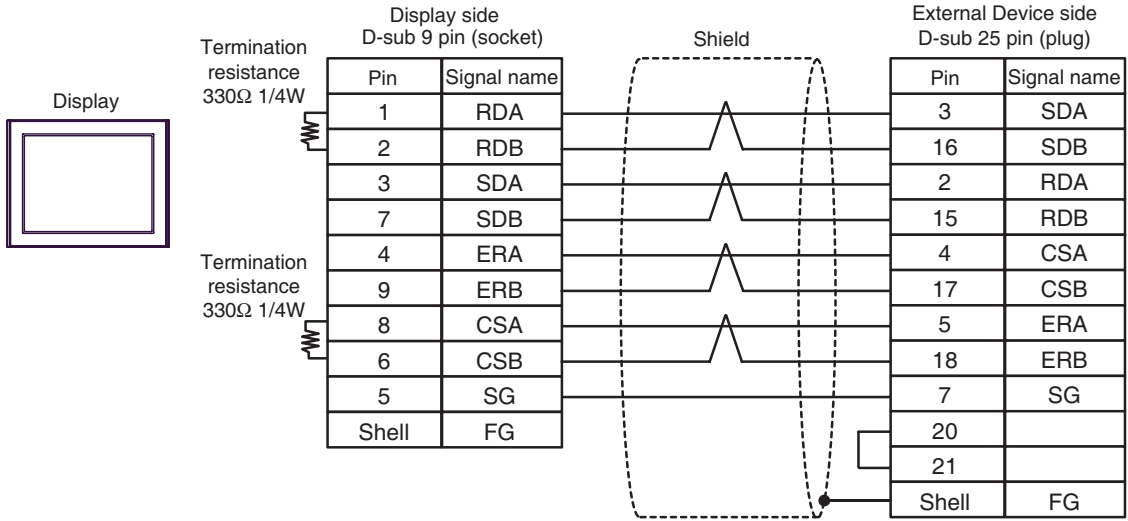 Display
Termination
resistance
330Ω 1/4W
Termination
resistance
330Ω 1/4W
Display side
D-sub 9 pin (socket)
Pin Signal name
1 RDA
2 RDB
3 SDA
7 SDB
4 ERA
9 ERB
8 CSA
6 CSB
5 SG
Shell FG
Shield
External Device side
D-sub 25 pin (plug)
Pin Signal name
3 SDA
16 SDB
2 RDA
15 RDB
4 CSA
17 CSB
5 ERA
18 ERB
7 SG
20
21
Shell FG